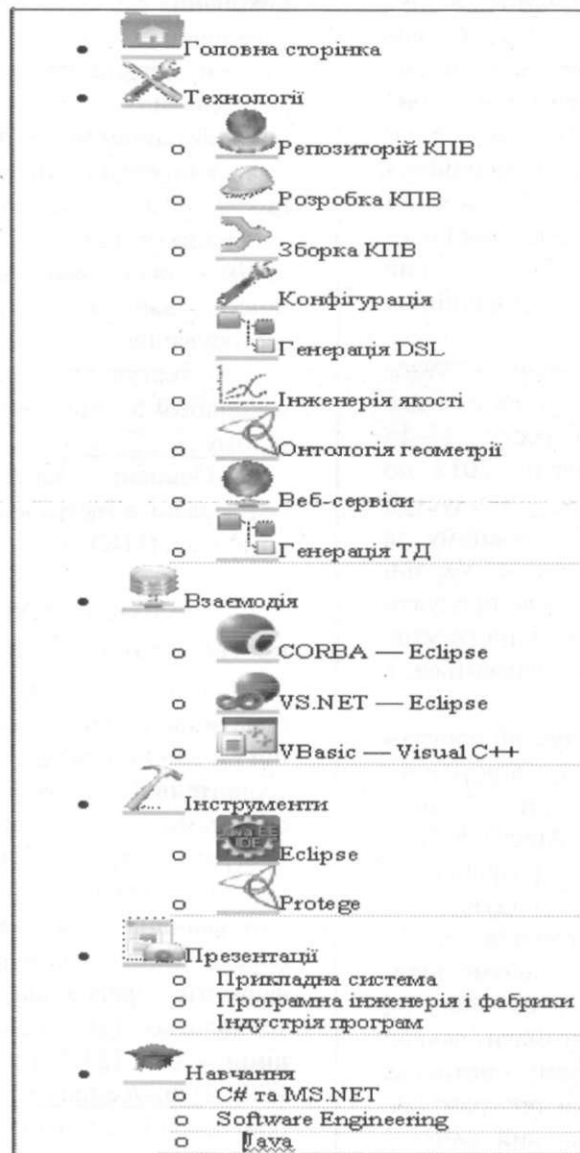 Головна сторінка
Технології
Репозиторій КПВ
Розробка КПВ
Зборка КПВ
Конфігурація
Генерація DSL
Інженерія якості
Онтологія геометрії
Веб-сервіси
Генерація ТД
Взаємодія
CORBA — Eclipse
VS.NET — Eclipse
VBasic — Visual C++
Інструменти
Eclipse
Protege
Презентації
Прикладна система
Програмна інженерія і фабрики
Індустрія програм
Навчання
C# та MS.NET
Software Engineering
Java